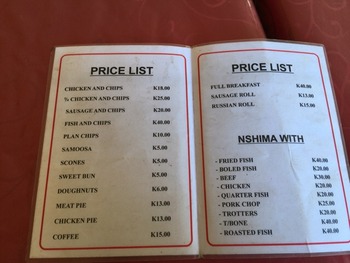 PRICE LIST
CHICKEN AND CHIPS K18.00
½ CHICKEN AND CHIPS K25.00
SAUSAGE AND CHIPS K20.00
FISH AND CHIPS K40.00
PLAN CHIPS K10.00
SAMOOSA K5.00
SCONES K5.00
SWEET BUN K5.00
DOUGHNUTS K6.00
MEAT PIE K13.00
CHICKEN PIE K13.00
COFFEE K15.00
PRICE LIST
FULL BREAKFAST K40.00
SAUSAGE ROLL K13.00
RUSSIAN ROLL K15.00
NSHIMA WITH
- FRIED FISH K40.00
- BOLED FISH K20.00
- BEEF K30.00
- CHICKEN K20.00
- QUARTER FISH K20.00
- PORK CHOP K25.00
- TROTTERS K20.00
- T/BONE K40.00
- ROASTED FISH K40.00